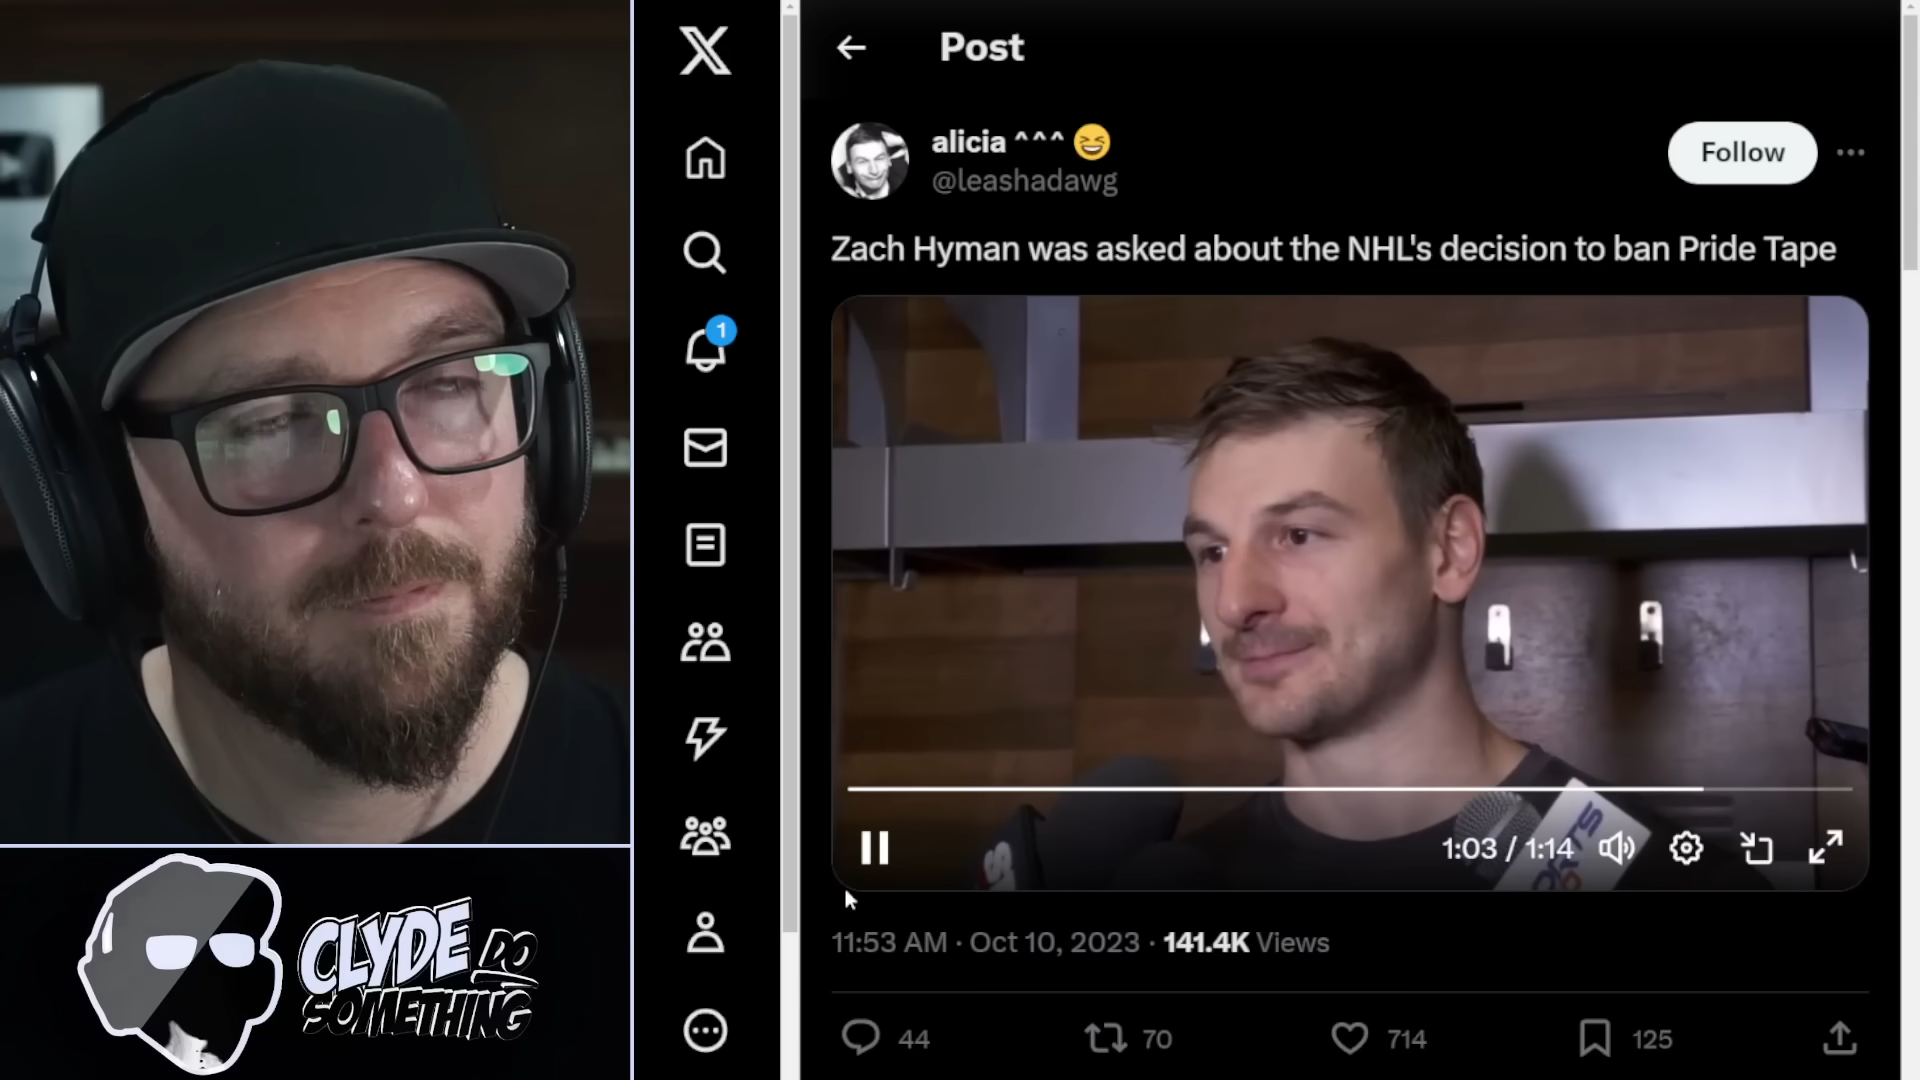 Post
alicia ^^^ 😆
@leashadawg
Follow
Zach Hyman was asked about the NHL's decision to ban Pride Tape
1
1:03 / 1:14
11:53 AM · Oct 10, 2023 · 141.4K Views
44
70
714
125
CLYDE DO
SOMETHING